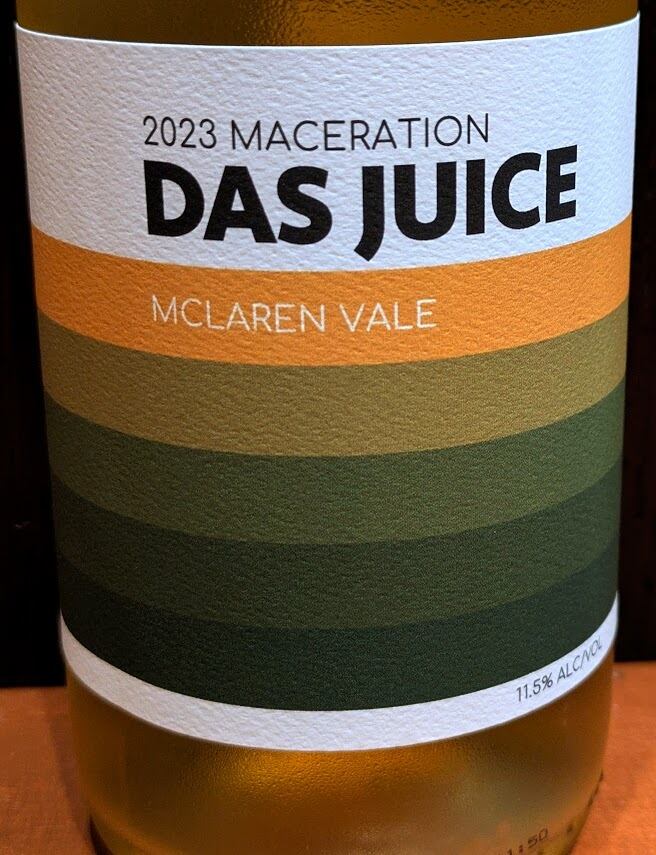 2023 MACERATION
DAS JUICE
MCLAREN VALE
11.5% ALC/VOL